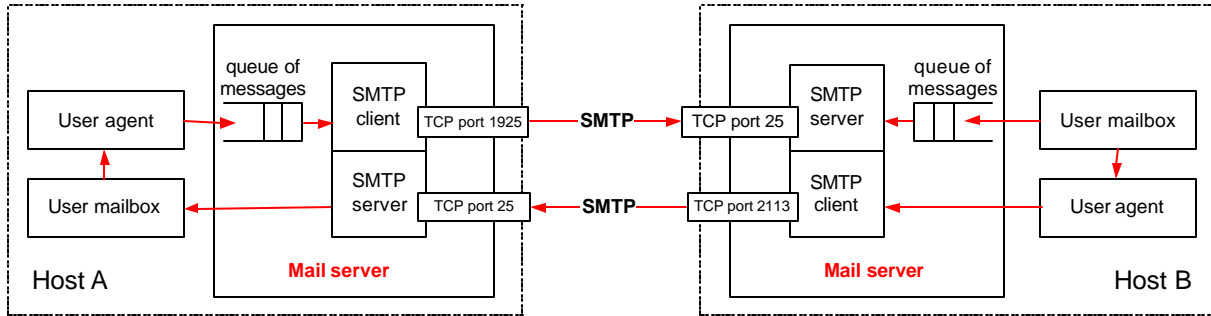 queue of
messages
User agent
SMTP
client
TCP port 1925
SMTP
TCP port 25
SMTP
server
queue of
messages
User mailbox
User mailbox
SMTP
server
TCP port 25
SMTP
TCP port 2113
SMTP
client
User agent
Mail server
Mail server
Host A
Host B